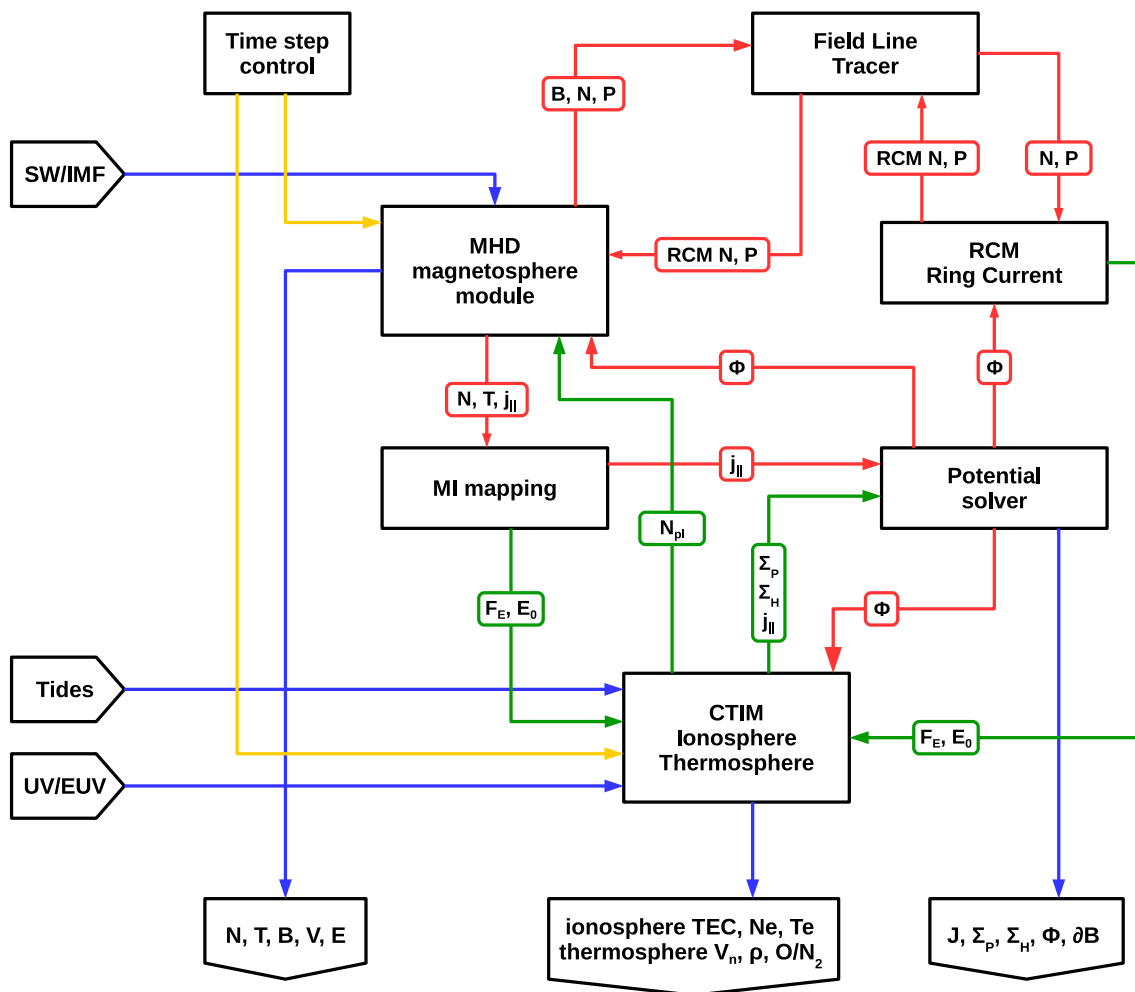 Time step
control
Field Line
Tracer
B, N, P
SW/IMF
RCM N, P
N, P
MHD
magnetosphere
module
RCM N, P
RCM
Ring Current
Φ
Φ
N, T, j||
MI mapping
j||
Potential
solver
Npl
ΣP
ΣH
j||
FE, E0
Φ
Tides
CTIM
Ionosphere
Thermosphere
FE, E0
UV/EUV
N, T, B, V, E
ionosphere TEC, Ne, Te
thermosphere Vn, ρ, O/N2
J, ΣP, ΣH, Φ, ∂B